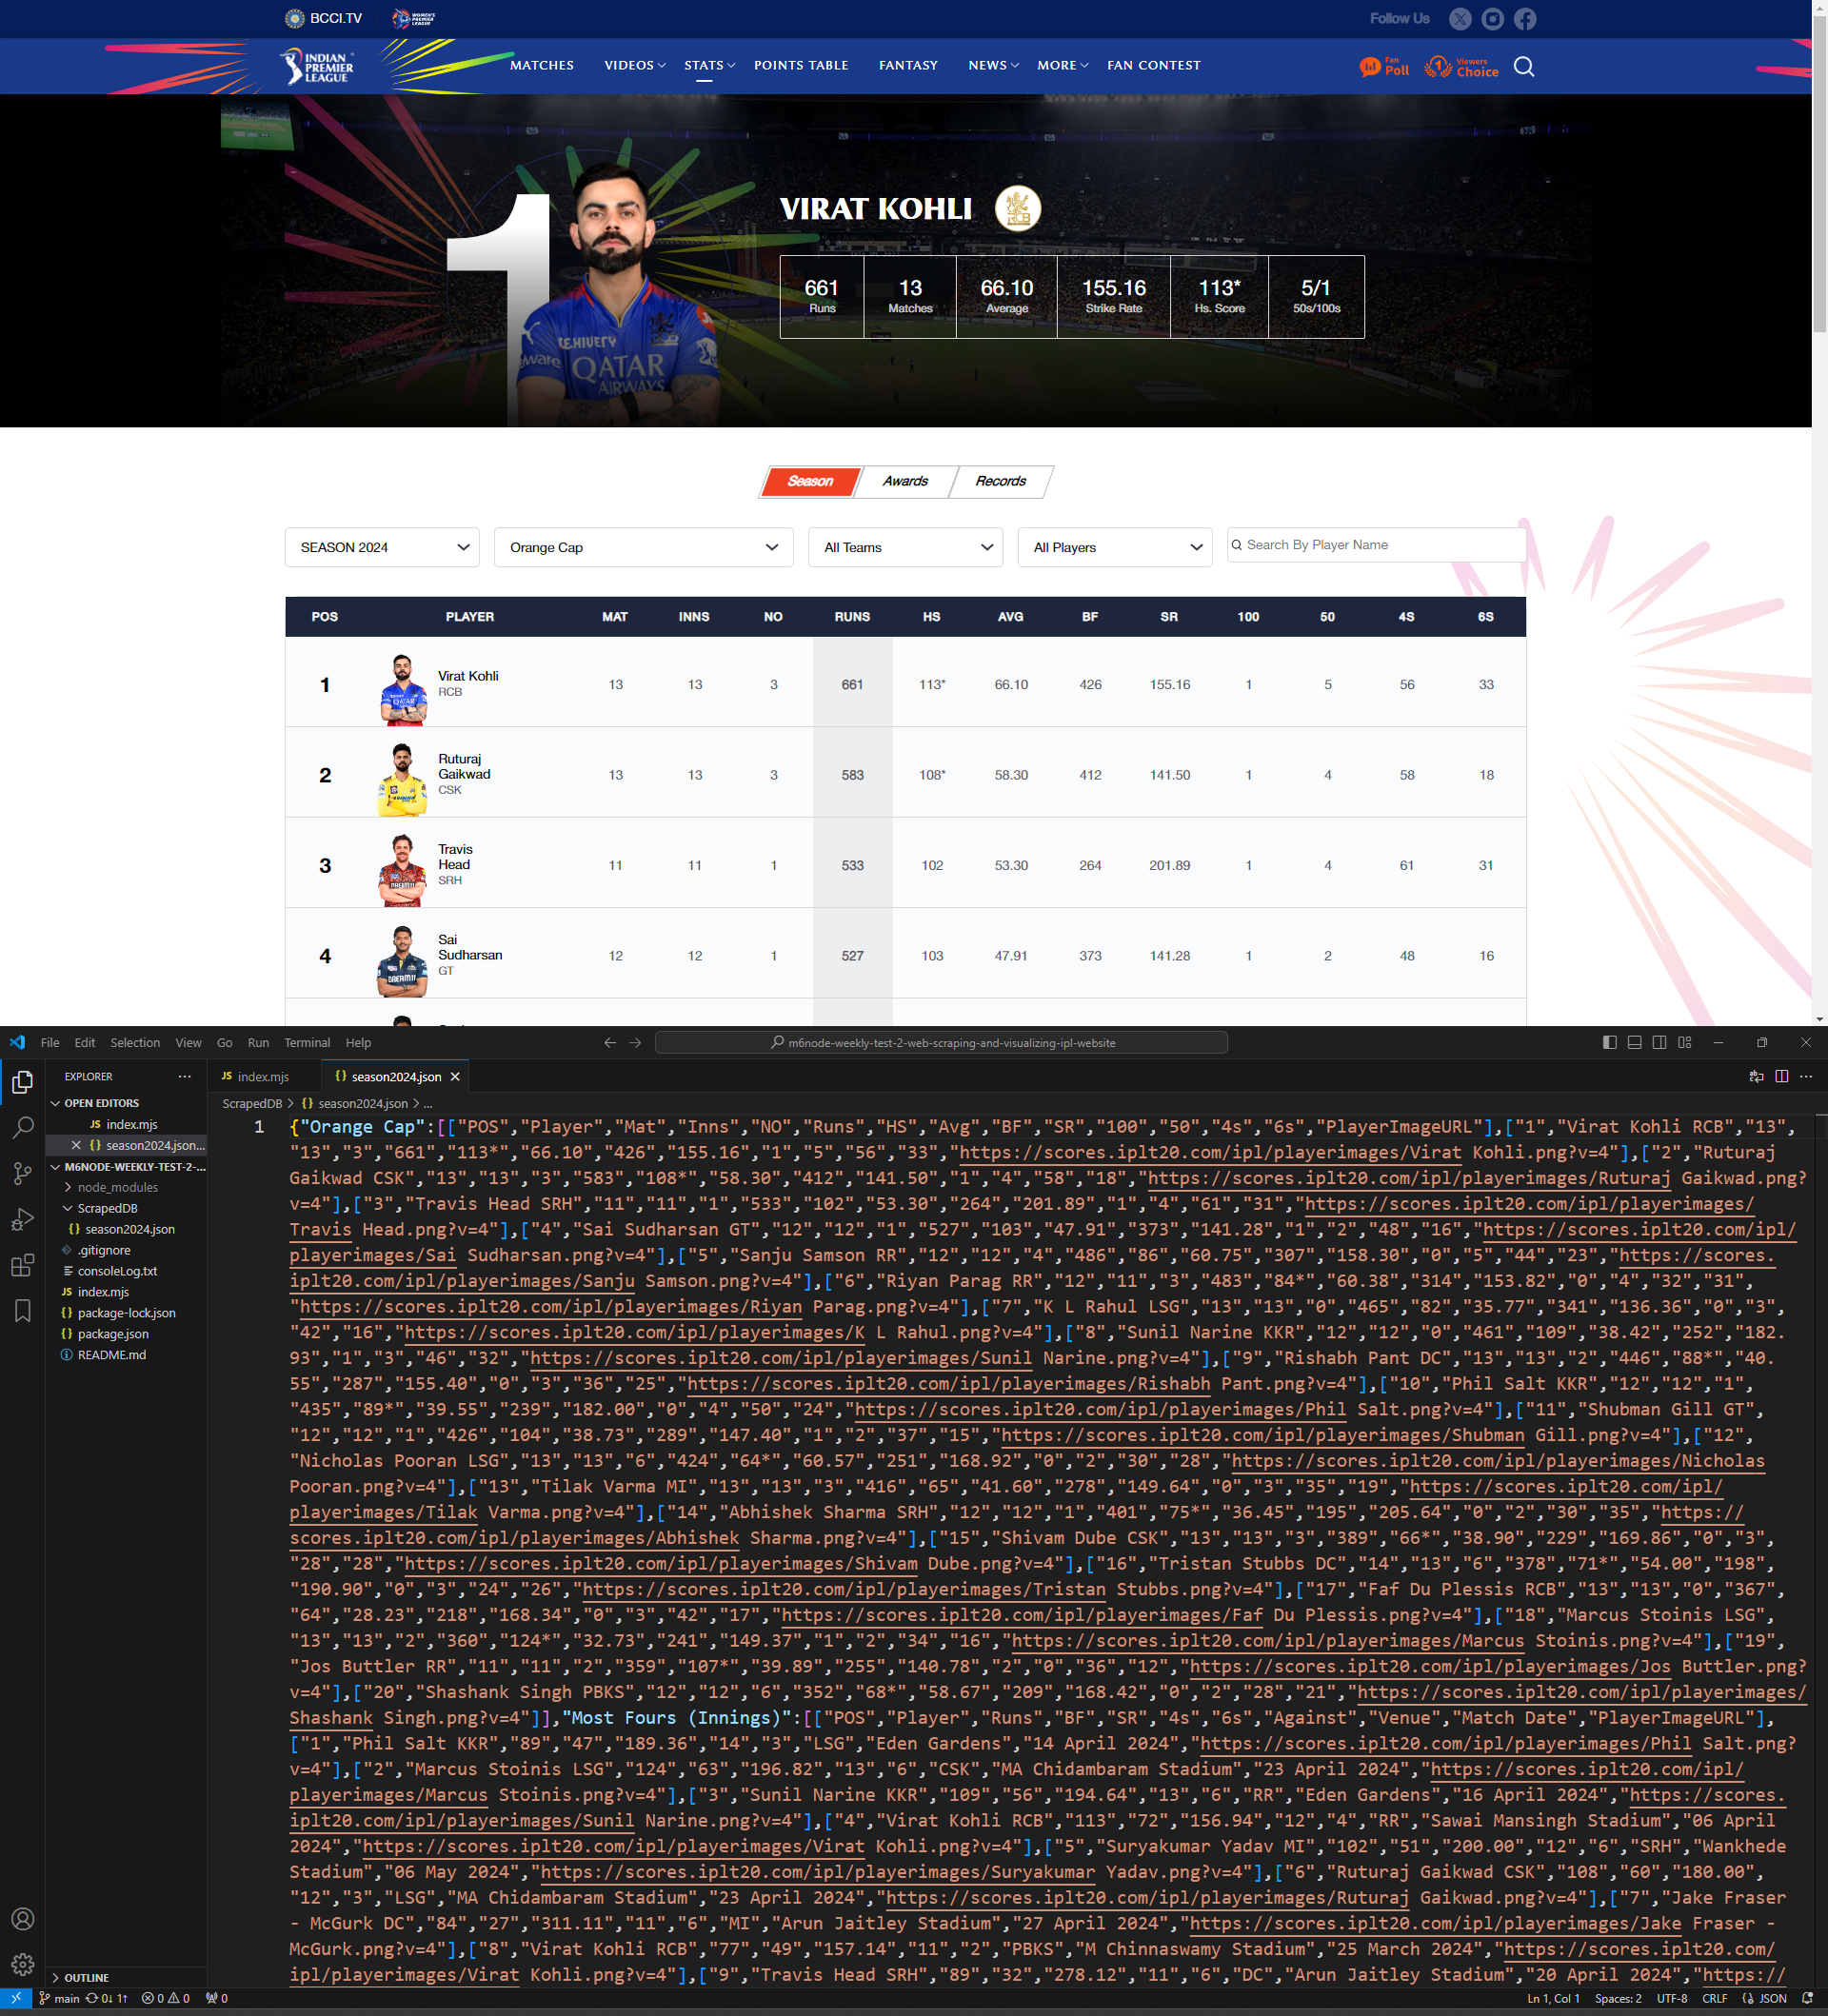 BCCI.TV
WOMEN'S PREMIER LEAGUE
Follow Us
INDIAN PREMIER LEAGUE
MATCHES VIDEOS STATS POINTS TABLE FANTASY NEWS MORE FAN CONTEST
Fan Poll
Viewers Choice
1
VIRAT KOHLI
RCB
661 13 66.10 155.16 113* 5/1
Runs Matches Average Strike Rate Hs. Score 50s/100s
QATAR
AIRWAYS
Season Awards Records
SEASON 2024 Orange Cap All Teams All Players Search By Player Name
POS PLAYER MAT INNS NO RUNS HS AVG BF SR 100 50 4S 6S
1 Virat Kohli RCB 13 13 3 661 113* 66.10 426 155.16 1 5 56 33
2 Ruturaj Gaikwad CSK 13 13 3 583 108* 58.30 412 141.50 1 4 58 18
3 Travis Head SRH 11 11 1 533 102 53.30 264 201.89 1 4 61 31
4 Sai Sudharsan GT 12 12 1 527 103 47.91 373 141.28 1 2 48 16
File Edit Selection View Go Run Terminal Help
m6node-weekly-test-2-web-scraping-and-visualizing-ipl-website
EXPLORER
OPEN EDITORS
index.mjs
season2024.json...
M6NODE-WEEKLY-TEST-2-...
node_modules
ScrapedDB
season2024.json
.gitignore
consoleLog.txt
index.mjs
package-lock.json
package.json
README.md
OUTLINE
index.mjs season2024.json
ScrapedDB > season2024.json > ...
1 {"Orange Cap":[["POS","Player","Mat","Inns","NO","Runs","HS","Avg","BF","SR","100","50","4s","6s","PlayerImageURL"],["1","Virat Kohli RCB","13",
"13","3","661","113*","66.10","426","155.16","1","5","56","33","https://scores.iplt20.com/ipl/playerimages/Virat Kohli.png?v=4"],["2","Ruturaj
Gaikwad CSK","13","13","3","583","108*","58.30","412","141.50","1","4","58","18","https://scores.iplt20.com/ipl/playerimages/Ruturaj Gaikwad.png?
v=4"],["3","Travis Head SRH","11","11","1","533","102","53.30","264","201.89","1","4","61","31","https://scores.iplt20.com/ipl/playerimages/
Travis Head.png?v=4"],["4","Sai Sudharsan GT","12","12","1","527","103","47.91","373","141.28","1","2","48","16","https://scores.iplt20.com/ipl/
playerimages/Sai Sudharsan.png?v=4"],["5","Sanju Samson RR","12","12","4","486","86","60.75","307","158.30","0","5","44","23","https://scores.
iplt20.com/ipl/playerimages/Sanju Samson.png?v=4"],["6","Riyan Parag RR","12","11","3","483","84*","60.38","314","153.82","0","4","32","31",
"https://scores.iplt20.com/ipl/playerimages/Riyan Parag.png?v=4"],["7","K L Rahul LSG","13","13","0","465","82","35.77","341","136.36","0","3",
"42","16","https://scores.iplt20.com/ipl/playerimages/K L Rahul.png?v=4"],["8","Sunil Narine KKR","12","12","0","461","109","38.42","252","182.
93","1","3","46","32","https://scores.iplt20.com/ipl/playerimages/Sunil Narine.png?v=4"],["9","Rishabh Pant DC","13","13","2","446","88*","40.
55","287","155.40","0","3","36","25","https://scores.iplt20.com/ipl/playerimages/Rishabh Pant.png?v=4"],["10","Phil Salt KKR","12","12","1",
"435","89*","39.55","239","182.00","0","4","50","24","https://scores.iplt20.com/ipl/playerimages/Phil Salt.png?v=4"],["11","Shubman Gill GT",
"12","12","1","426","104","38.73","289","147.40","1","2","37","15","https://scores.iplt20.com/ipl/playerimages/Shubman Gill.png?v=4"],["12",
"Nicholas Pooran LSG","13","13","6","424","64*","60.57","251","168.92","0","2","30","28","https://scores.iplt20.com/ipl/playerimages/Nicholas
Pooran.png?v=4"],["13","Tilak Varma MI","13","13","3","416","65","41.60","278","149.64","0","3","35","19","https://scores.iplt20.com/ipl/
playerimages/Tilak Varma.png?v=4"],["14","Abhishek Sharma SRH","12","12","1","401","75*","36.45","195","205.64","0","2","30","35","https://
scores.iplt20.com/ipl/playerimages/Abhishek Sharma.png?v=4"],["15","Shivam Dube CSK","13","13","3","389","66*","38.90","229","169.86","0","3",
"28","28","https://scores.iplt20.com/ipl/playerimages/Shivam Dube.png?v=4"],["16","Tristan Stubbs DC","14","13","6","378","71*","54.00","198",
"190.90","0","3","24","26","https://scores.iplt20.com/ipl/playerimages/Tristan Stubbs.png?v=4"],["17","Faf Du Plessis RCB","13","13","0","367",
"64","28.23","218","168.34","0","3","42","17","https://scores.iplt20.com/ipl/playerimages/Faf Du Plessis.png?v=4"],["18","Marcus Stoinis LSG",
"13","13","2","360","124*","32.73","241","149.37","1","2","34","16","https://scores.iplt20.com/ipl/playerimages/Marcus Stoinis.png?v=4"],["19",
"Jos Buttler RR","11","11","2","359","107*","39.89","255","140.78","2","0","36","12","https://scores.iplt20.com/ipl/playerimages/Jos Buttler.png?
v=4"],["20","Shashank Singh PBKS","12","12","6","352","68*","58.67","209","168.42","0","2","28","21","https://scores.iplt20.com/ipl/playerimages/
Shashank Singh.png?v=4"]],"Most Fours (Innings)":[["POS","Player","Runs","BF","SR","4s","6s","Against","Venue","Match Date","PlayerImageURL"],
["1","Phil Salt KKR","89","47","189.36","14","3","LSG","Eden Gardens","14 April 2024","https://scores.iplt20.com/ipl/playerimages/Phil Salt.png?
v=4"],["2","Marcus Stoinis LSG","124","63","196.82","13","6","CSK","MA Chidambaram Stadium","23 April 2024","https://scores.iplt20.com/ipl/
playerimages/Marcus Stoinis.png?v=4"],["3","Sunil Narine KKR","109","56","194.64","13","6","RR","Eden Gardens","16 April 2024","https://scores.
iplt20.com/ipl/playerimages/Sunil Narine.png?v=4"],["4","Virat Kohli RCB","113","72","156.94","12","4","RR","Sawai Mansingh Stadium","06 April
2024","https://scores.iplt20.com/ipl/playerimages/Virat Kohli.png?v=4"],["5","Suryakumar Yadav MI","102","51","200.00","12","6","SRH","Wankhede
Stadium","06 May 2024","https://scores.iplt20.com/ipl/playerimages/Suryakumar Yadav.png?v=4"],["6","Ruturaj Gaikwad CSK","108","60","180.00",
"12","3","LSG","MA Chidambaram Stadium","23 April 2024","https://scores.iplt20.com/ipl/playerimages/Ruturaj Gaikwad.png?v=4"],["7","Jake Fraser
- McGurk DC","84","27","311.11","11","6","MI","Arun Jaitley Stadium","27 April 2024","https://scores.iplt20.com/ipl/playerimages/Jake Fraser -
McGurk.png?v=4"],["8","Virat Kohli RCB","77","49","157.14","11","2","PBKS","M Chinnaswamy Stadium","25 March 2024","https://scores.iplt20.com/
ipl/playerimages/Virat Kohli.png?v=4"],["9","Travis Head SRH","89","32","278.12","11","6","DC","Arun Jaitley Stadium","20 April 2024","https://
main 0↓ 1↑ 0 0 0 Ln 1, Col 1 Spaces: 2 UTF-8 CRLF JSON